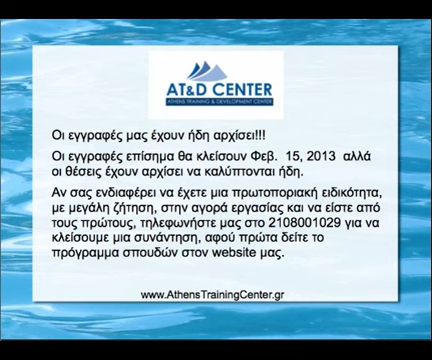 AT&D CENTER
ATHENS TRAINING & DEVELOPMENT CENTER
Οι εγγραφές μας έχουν ήδη αρχίσει!!!
Οι εγγραφές επίσημα θα κλείσουν Φεβ. 15, 2013 αλλά
οι θέσεις έχουν αρχίσει να καλύπτονται ήδη.
Αν σας ενδιαφέρει να έχετε μια πρωτοποριακή ειδικότητα,
με μεγάλη ζήτηση, στην αγορά εργασίας και να είστε από
τους πρώτους, τηλεφωνήστε μας στο 2108001029 για να
κλείσουμε μια συνάντηση, αφού πρώτα δείτε το
πρόγραμμα σπουδών στον website μας.
www.AthensTrainingCenter.gr